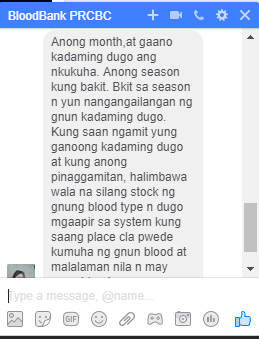 BloodBank PRCBC
Anong month,at gaano
kadaming dugo ang
nkukuha. Anong season
kung bakit. Bkit sa season
n yun nangangailangan ng
gnun kadaming dugo.
Kung saan ngamit yung
ganoong kadaming dugo
at kung anong
pinaggamitan, halimbawa
wala na silang stock ng
gnung blood type n dugo
mgaapir sa system kung
saang place cla pwede
kumuha ng gnun blood at
malalaman nila n may
Type a message, @name...
GIF